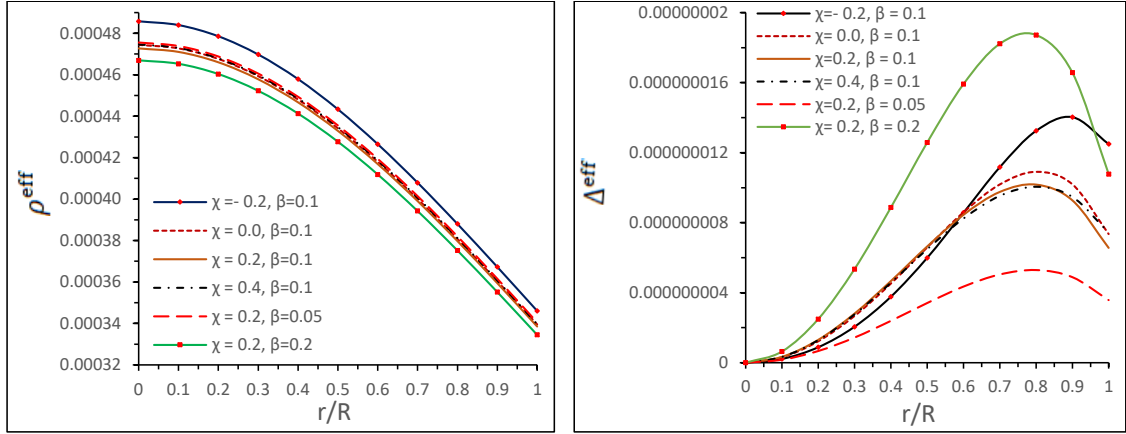 ρ^eff
0.00048
0.00046
0.00044
0.00042
0.00040
0.00038
0.00036
0.00034
0.00032
χ =- 0.2, β=0.1
χ = 0.0, β=0.1
χ = 0.2, β=0.1
χ = 0.4, β=0.1
χ = 0.2, β=0.05
χ = 0.2, β=0.2
0 0.1 0.2 0.3 0.4 0.5 0.6 0.7 0.8 0.9 1
r/R
Δ^eff
0.00000002
0.000000016
0.000000012
0.000000008
0.000000004
0
χ=- 0.2, β = 0.1
χ= 0.0, β = 0.1
χ=0.2, β = 0.1
χ= 0.4, β = 0.1
χ=0.2, β = 0.05
χ= 0.2, β = 0.2
0 0.1 0.2 0.3 0.4 0.5 0.6 0.7 0.8 0.9 1
r/R